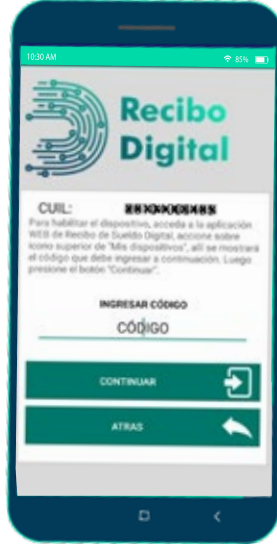 10:30 AM 85%
Recibo
Digital
CUIL:
Para habilitar el dispositivo, acceda a la aplicación
WEB de Recibo de Sueldo Digital, accione sobre
icono superior de "Mis dispositivos", allí se mostrará
el código que debe ingresar a continuación. Luego
presione el botón "Continuar".
INGRESAR CÓDIGO
CÓDIGO
CONTINUAR
ATRAS